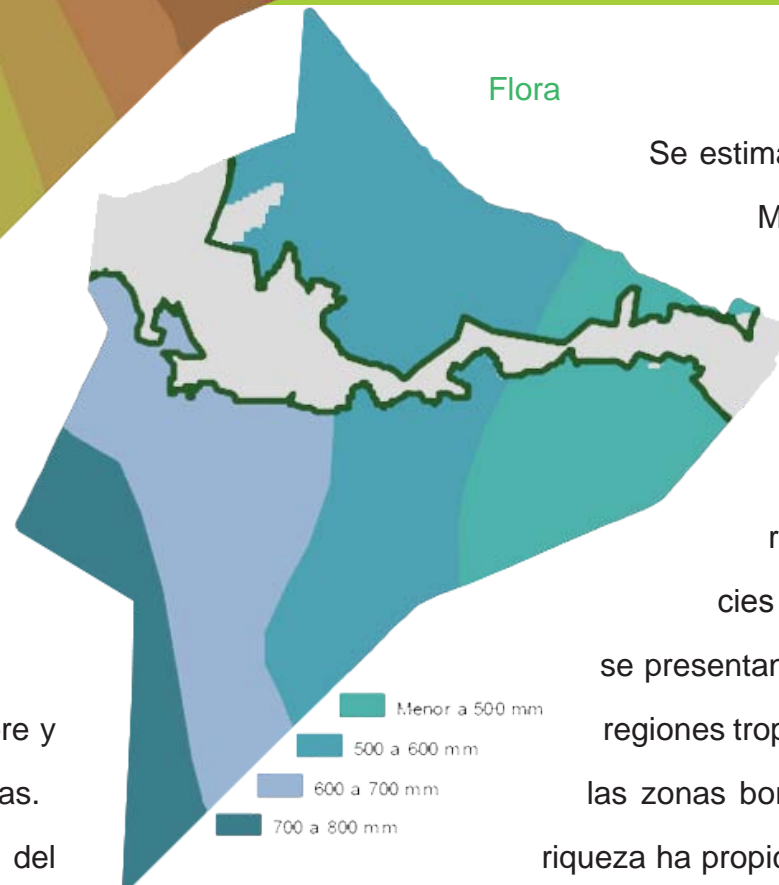 Flora
Se estima
M
r
cies
se presentan
regiones trop
las zonas bor
riqueza ha propic
Menor a 500 mm
500 a 600 mm
600 a 700 mm
700 a 800 mm
re y
as.
del